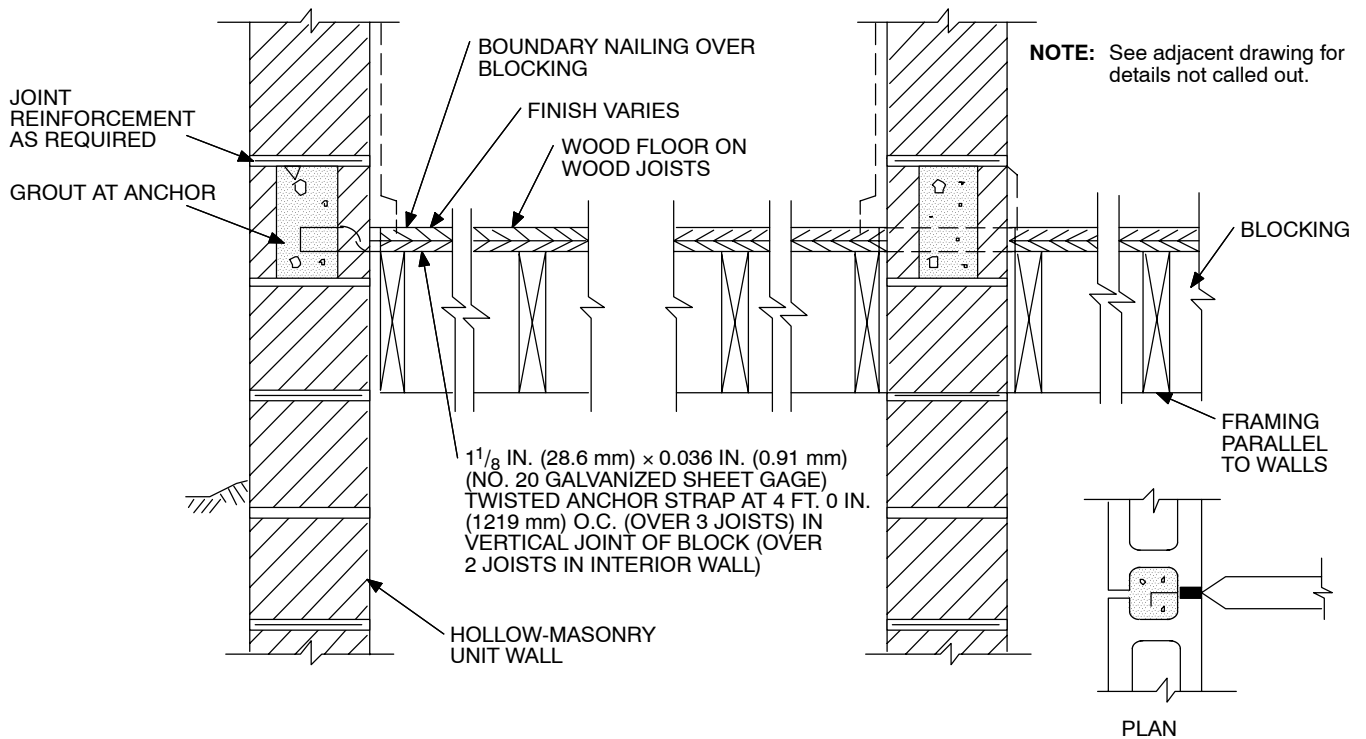 BOUNDARY NAILING OVER
BLOCKING
NOTE: See adjacent drawing for
details not called out.
JOINT
REINFORCEMENT
AS REQUIRED
FINISH VARIES
WOOD FLOOR ON
WOOD JOISTS
GROUT AT ANCHOR
BLOCKING
FRAMING
PARALLEL
TO WALLS
1 1/8 IN. (28.6 mm) × 0.036 IN. (0.91 mm)
(NO. 20 GALVANIZED SHEET GAGE)
TWISTED ANCHOR STRAP AT 4 FT. 0 IN.
(1219 mm) O.C. (OVER 3 JOISTS) IN
VERTICAL JOINT OF BLOCK (OVER
2 JOISTS IN INTERIOR WALL)
HOLLOW-MASONRY
UNIT WALL
PLAN